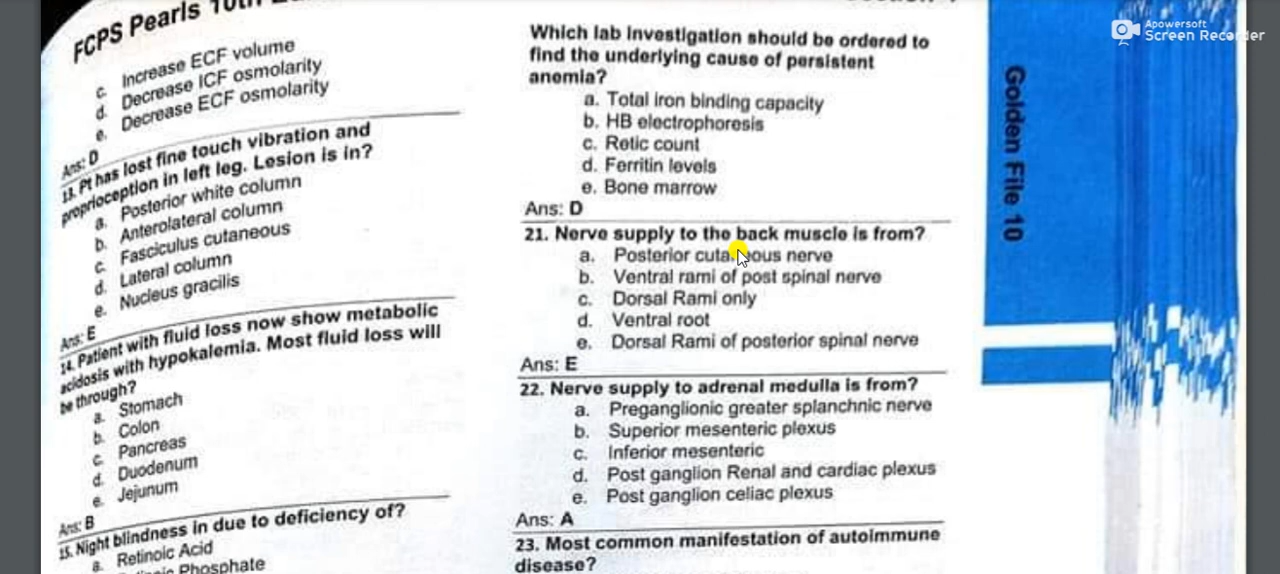 FCPS Pearls 10th
c. Increase ECF volume
d. Decrease ICF osmolarity
e. Decrease ECF osmolarity
Ans: D
13. Pt has lost fine touch vibration and
proprioception in left leg. Lesion is in?
a. Posterior white column
b. Anterolateral column
c. Fasciculus cutaneous
d. Lateral column
e. Nucleus gracilis
Ans: E
14. Patient with fluid loss now show metabolic
acidosis with hypokalemia. Most fluid loss will
be through?
a. Stomach
b. Colon
c. Pancreas
d. Duodenum
e. Jejunum
Ans: B
15. Night blindness in due to deficiency of?
a. Retinoic Acid
Phosphate
Which lab investigation should be ordered to
find the underlying cause of persistent
anemia?
a. Total iron binding capacity
b. HB electrophoresis
c. Retic count
d. Ferritin levels
e. Bone marrow
Ans: D
21. Nerve supply to the back muscle is from?
a. Posterior cutaneous nerve
b. Ventral rami of post spinal nerve
c. Dorsal Rami only
d. Ventral root
e. Dorsal Rami of posterior spinal nerve
Ans: E
22. Nerve supply to adrenal medulla is from?
a. Preganglionic greater splanchnic nerve
b. Superior mesenteric plexus
c. Inferior mesenteric
d. Post ganglion Renal and cardiac plexus
e. Post ganglion celiac plexus
Ans: A
23. Most common manifestation of autoimmune
disease?
Golden File 10
Apowersoft
Screen Recorder